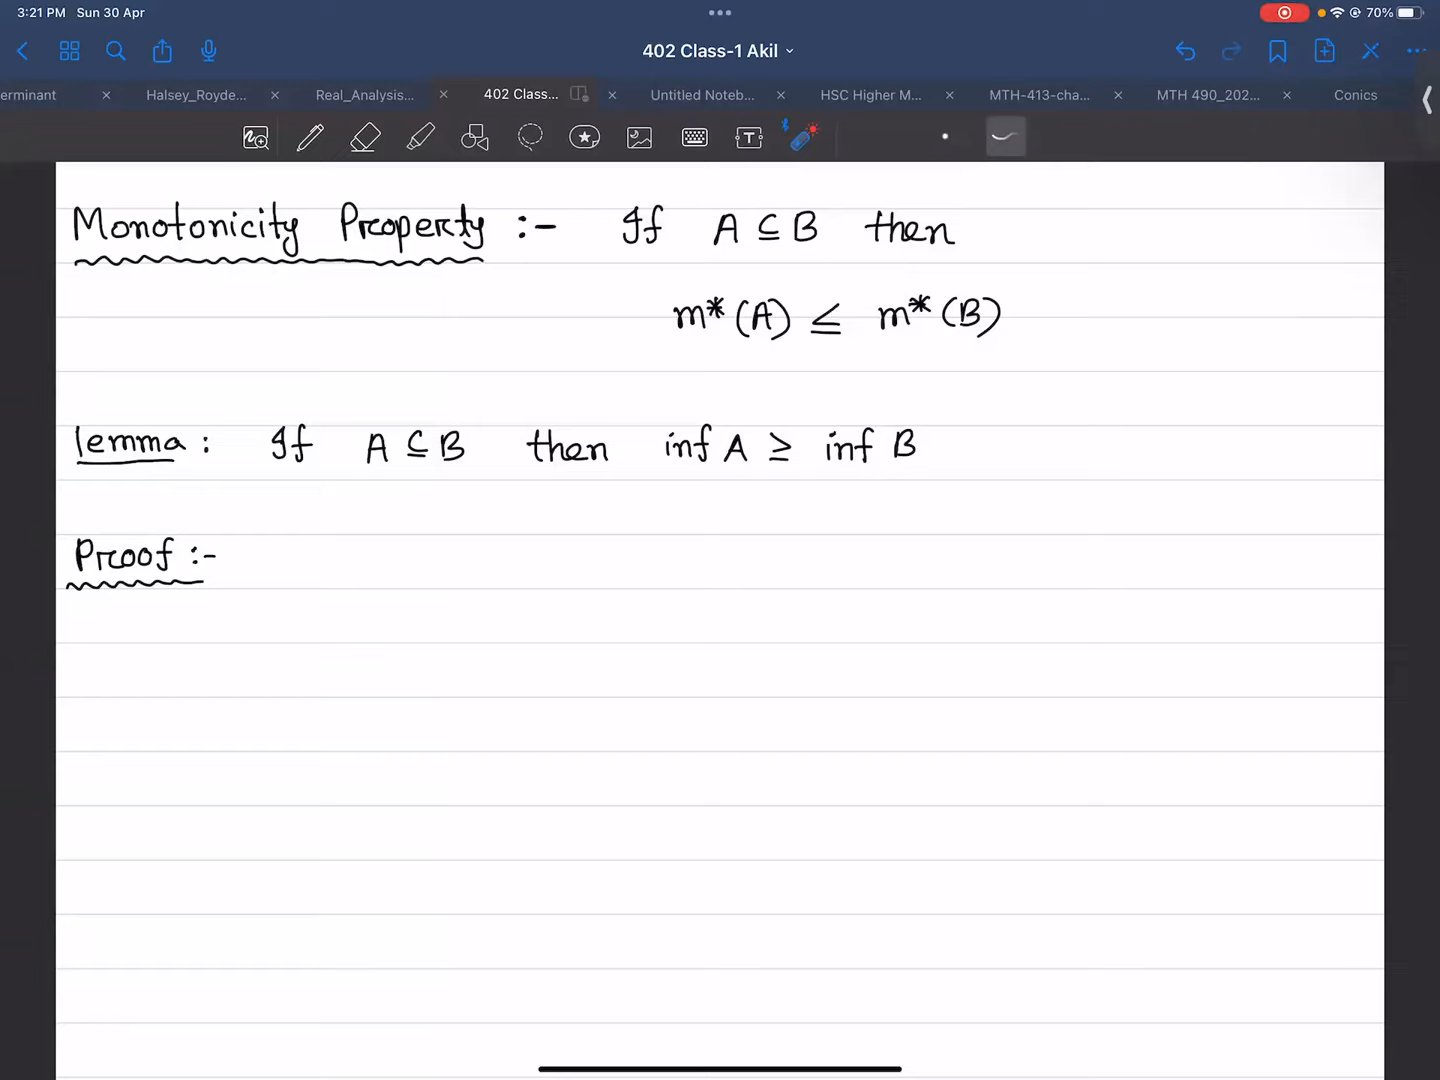 3:21 PM Sun 30 Apr
70%
402 Class-1 Akil
erminant
Halsey_Royde...
Real_Analysis...
402 Class...
Untitled Noteb...
HSC Higher M...
MTH-413-cha...
MTH 490_202...
Conics
Monotonicity Property :- If A ⊆ B then
m*(A) ≤ m*(B)
lemma : If A ⊆ B then inf A ≥ inf B
Proof :-